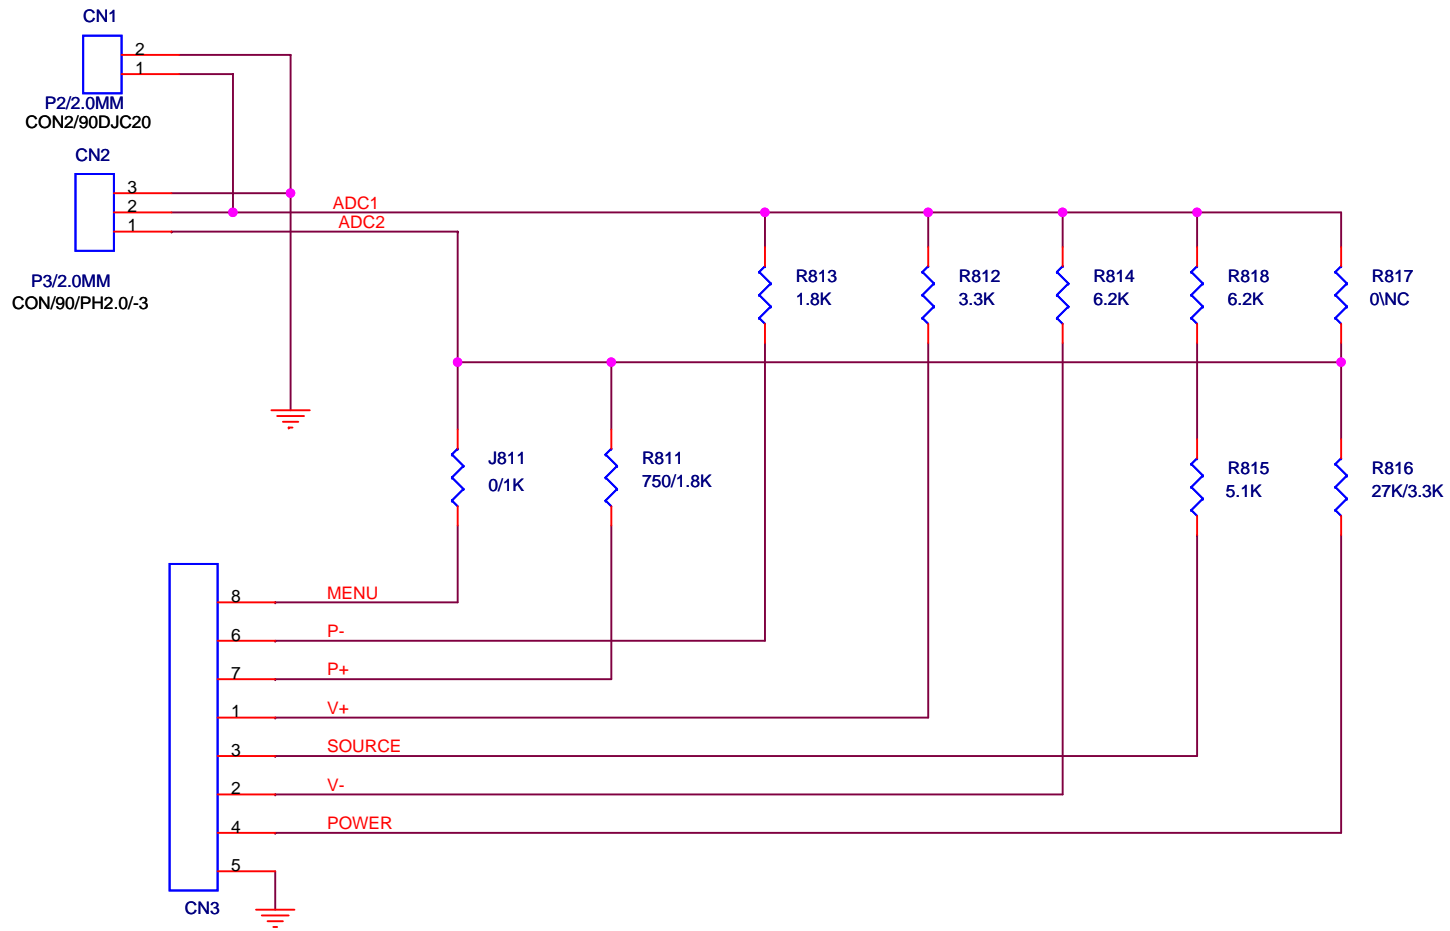 CN1
2
1
P2/2.0MM
CON2/90DJC20
CN2
3
2
1
ADC1
ADC2
P3/2.0MM
CON/90/PH2.0/-3
R813
1.8K
R812
3.3K
R814
6.2K
R818
6.2K
R817
0\NC
J811
0/1K
R811
750/1.8K
R815
5.1K
R816
27K/3.3K
8 MENU
6 P-
7 P+
1 V+
3 SOURCE
2 V-
4 POWER
5
CN3